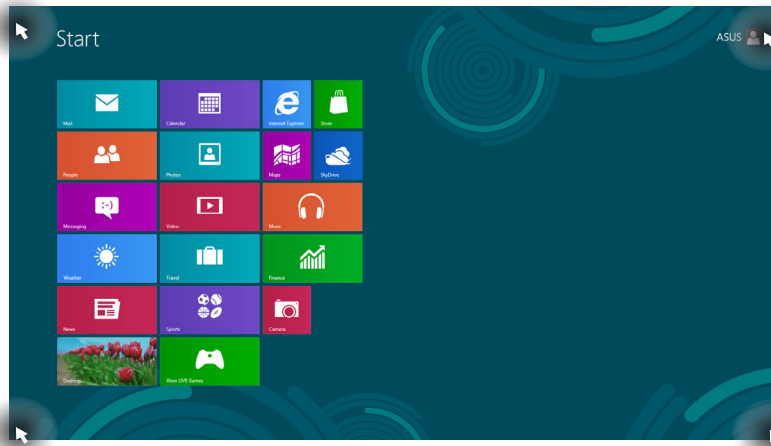 Start
ASUS
Mail
Calendar
Internet Explorer
Store
People
Photos
Maps
SkyDrive
Messaging
:-)
Video
Music
Weather
Travel
Finance
News
Sports
Camera
Desktop
Xbox LIVE Games